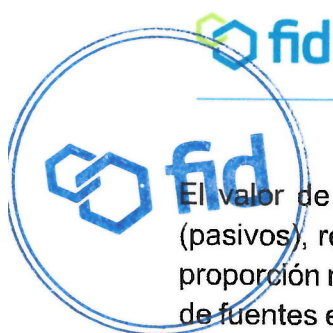 fid
fid
El valor de
(pasivos), re
proporción
de fuentes e